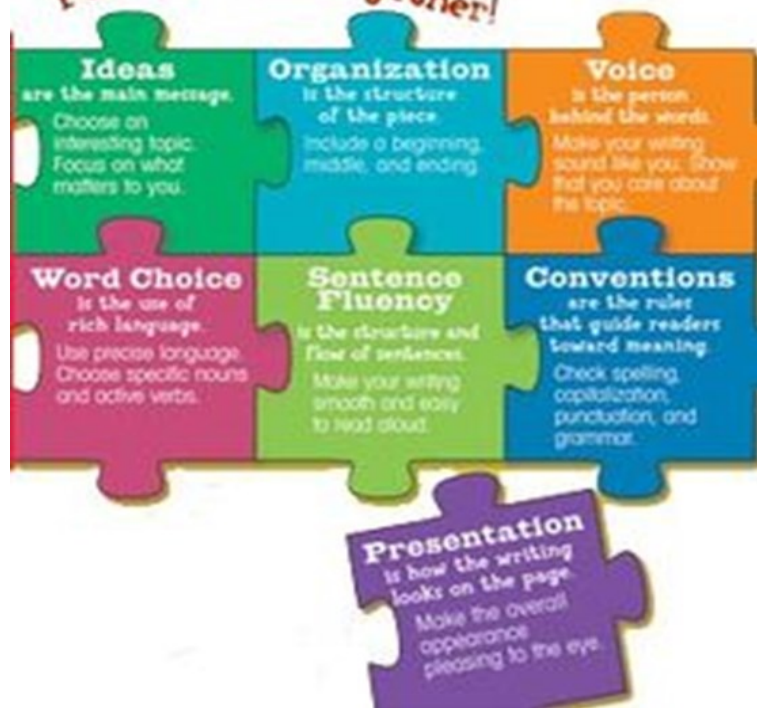 Ideas
are the main message.
Choose an
interesting topic.
Focus on what
matters to you.
Organization
is the structure
of the piece.
Include a beginning,
middle, and ending.
Voice
is the person
behind the words.
Make your writing
sound like you. Show
that you care about
the topic.
Word Choice
is the use of
rich language.
Use precise language.
Choose specific nouns
and active verbs.
Sentence
Fluency
is the structure and
flow of sentences.
Make your writing
smooth and easy
to read aloud.
Conventions
are the rules
that guide readers
toward meaning.
Check spelling,
capitalization,
punctuation, and
grammar.
Presentation
is how the writing
looks on the page.
Make the overall
appearance
pleasing to the eye.